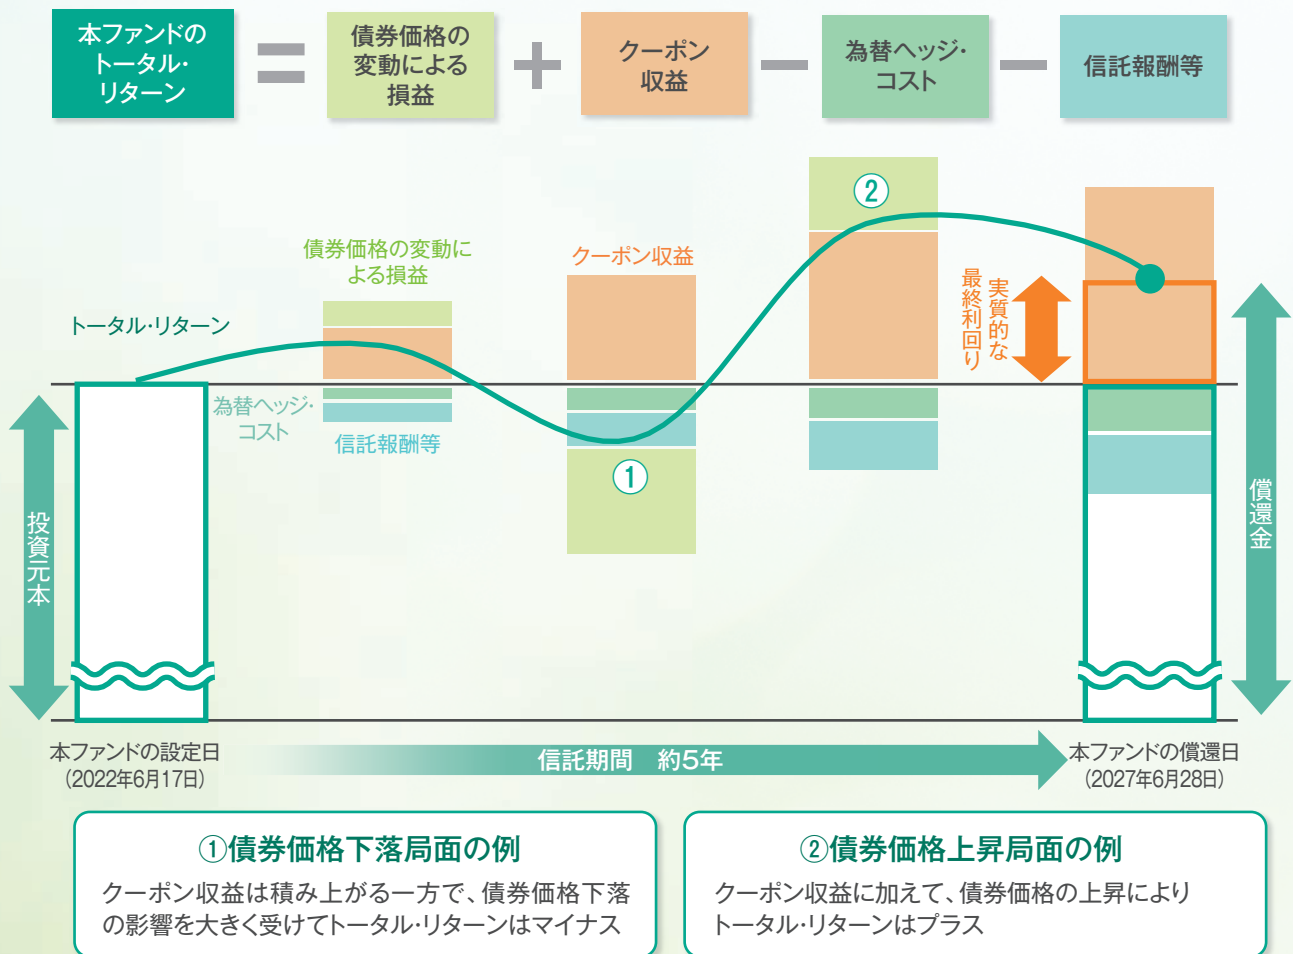 本ファンドの
トータル・
リターン
=
債券価格の
変動による
損益
+
クーポン
収益
−
為替ヘッジ・
コスト
−
信託報酬等
債券価格の変動に
よる損益
クーポン収益
②
トータル・リターン
実質的な
最終利回り
為替ヘッジ・
コスト
信託報酬等
①
投資元本
償還金
本ファンドの設定日
(2022年6月17日)
信託期間 約5年
本ファンドの償還日
(2027年6月28日)
①債券価格下落局面の例
クーポン収益は積み上がる一方で、債券価格下落
の影響を大きく受けてトータル・リターンはマイナス
②債券価格上昇局面の例
クーポン収益に加えて、債券価格の上昇により
トータル・リターンはプラス